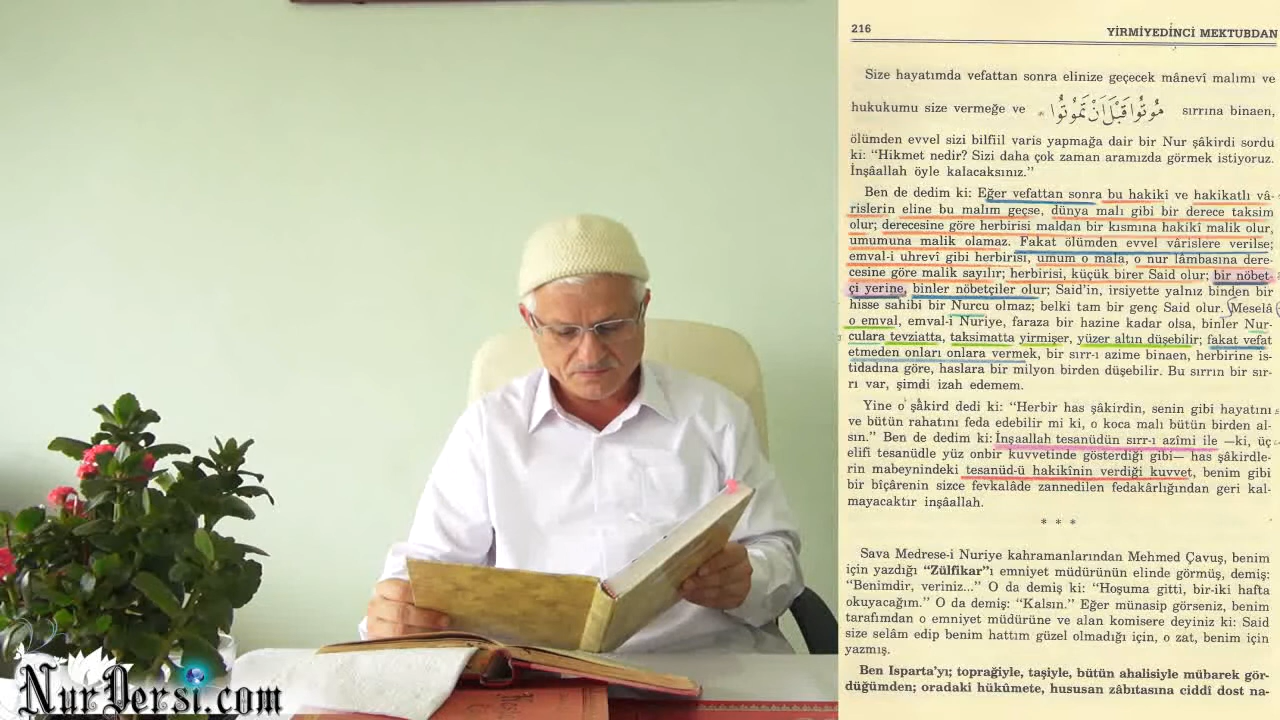 216
YİRMİYEDİNCİ MEKTUBDAN
Size hayatımda vefattan sonra elinize geçecek mânevî malımı ve
hukukumu size vermeğe ve مُوتُوا قَبْلَ اَنْ تَمُوتُوا sırrına binaen,
ölümden evvel sizi bilfiil varis yapmağa dair bir Nur şâkirdi sordu
ki: “Hikmet nedir? Sizi daha çok zaman aramızda görmek istiyoruz.
İnşâallah öyle kalacaksınız.”
Ben de dedim ki: Eğer vefattan sonra bu hakikî ve hakikatlı vâ-
rislerin eline bu malım geçse, dünya malı gibi bir derece taksim
olur; derecesine göre herbirisi maldan bir kısmına hakikî malik olur,
umumuna malik olamaz. Fakat ölümden evvel vârislere verilse;
emval-i uhrevî gibi herbirisi, umum o mala, o nur lâmbasına dere-
cesine göre malik sayılır; herbirisi, küçük birer Said olur; bir nöbet-
çi yerine, binler nöbetçiler olur; Said’in, irsiyette yalnız binden bir
hisse sahibi bir Nurcu olmaz; belki tam bir genç Said olur. Meselâ
o emval, emval-i Nuriye, faraza bir hazine kadar olsa, binler Nur-
culara tevziatta, taksimatta yirmişer, yüzer altın düşebilir; fakat vefat
etmeden onları onlara vermek, bir sırr-ı azime binaen, herbirine is-
tidadına göre, haslara bir milyon birden düşebilir. Bu sırrın bir sır-
rı var, şimdi izah edemem.
Yine o şâkird dedi ki: “Herbir has şâkirdin, senin gibi hayatını
ve bütün rahatını feda edebilir mi ki, o koca malı bütün birden al-
sın.” Ben de dedim ki: İnşaallah tesanüdün sırr-ı azîmi ile —ki, üç
elifi tesanüdle yüz onbir kuvvetinde gösterdiği gibi— has şâkirdle-
rin mabeynindeki tesanüd-ü hakikînin verdiği kuvvet, benim gibi
bir bîçârenin sizce fevkalâde zannedilen fedakârlığından geri kal-
mayacaktır inşâallah.
* * *
Sava Medrese-i Nuriye kahramanlarından Mehmed Çavuş, benim
için yazdığı “Zülfikar”ı emniyet müdürünün elinde görmüş, demiş:
“Benimdir, veriniz...” O da demiş ki: “Hoşuma gitti, bir-iki hafta
okuyacağım.” O da demiş: “Kalsın.” Eğer münasip görseniz, benim
tarafımdan o emniyet müdürüne ve alan komisere deyiniz ki: Said
size selâm edip benim hattım güzel olmadığı için, o zat, benim için
yazmış.
Ben Isparta’yı; toprağiyle, taşiyle, bütün ahalisiyle mübarek gör-
düğümden; oradaki hükûmete, hususan zâbıtasına ciddî dost na-
NurDersi.com